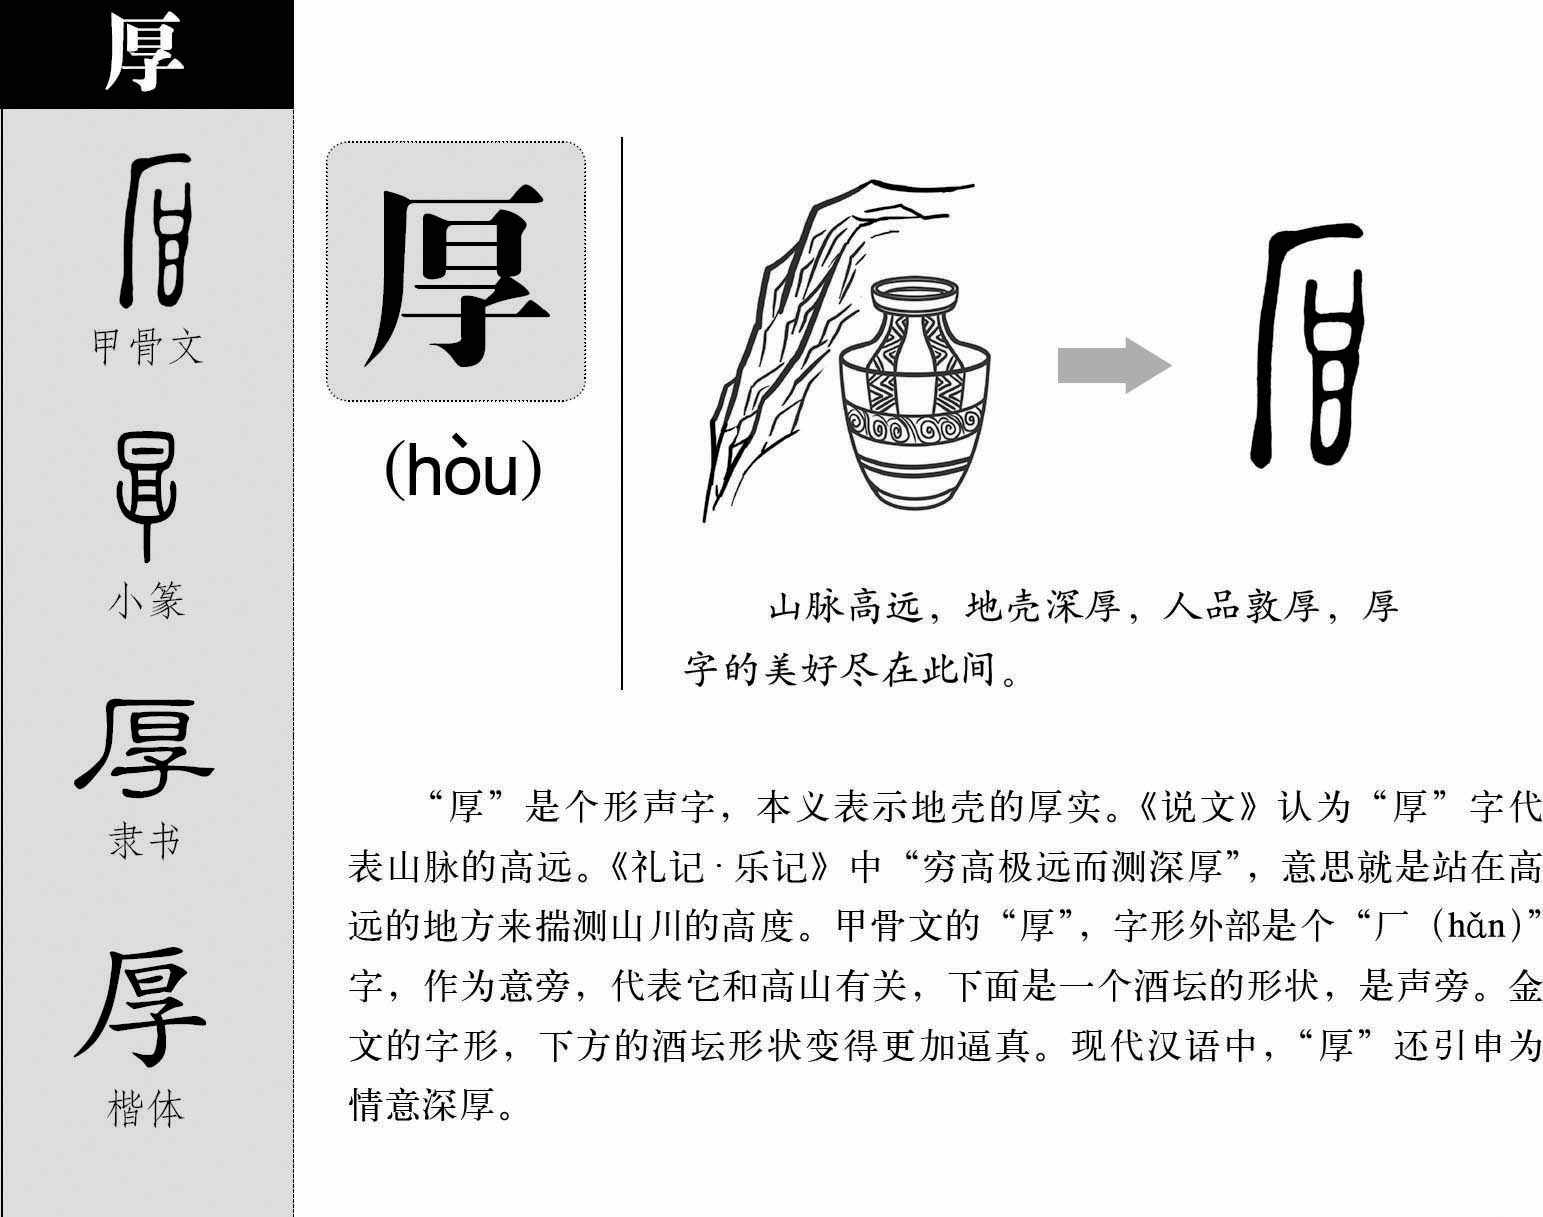 厚
甲骨文
小篆
隶书
楷体
厚
(hòu)
山脉高远，地壳深厚，人品敦厚，厚
字的美好尽在此间。
“厚”是个形声字，本义表示地壳的厚实。《说文》认为“厚”字代
表山脉的高远。《礼记·乐记》中“穷高极远而测深厚”，意思就是站在高
远的地方来揣测山川的高度。甲骨文的“厚”，字形外部是个“厂（hǎn）”
字，作为意旁，代表它和高山有关，下面是一个酒坛的形状，是声旁。金
文的字形，下方的酒坛形状变得更加逼真。现代汉语中，“厚”还引申为
情意深厚。